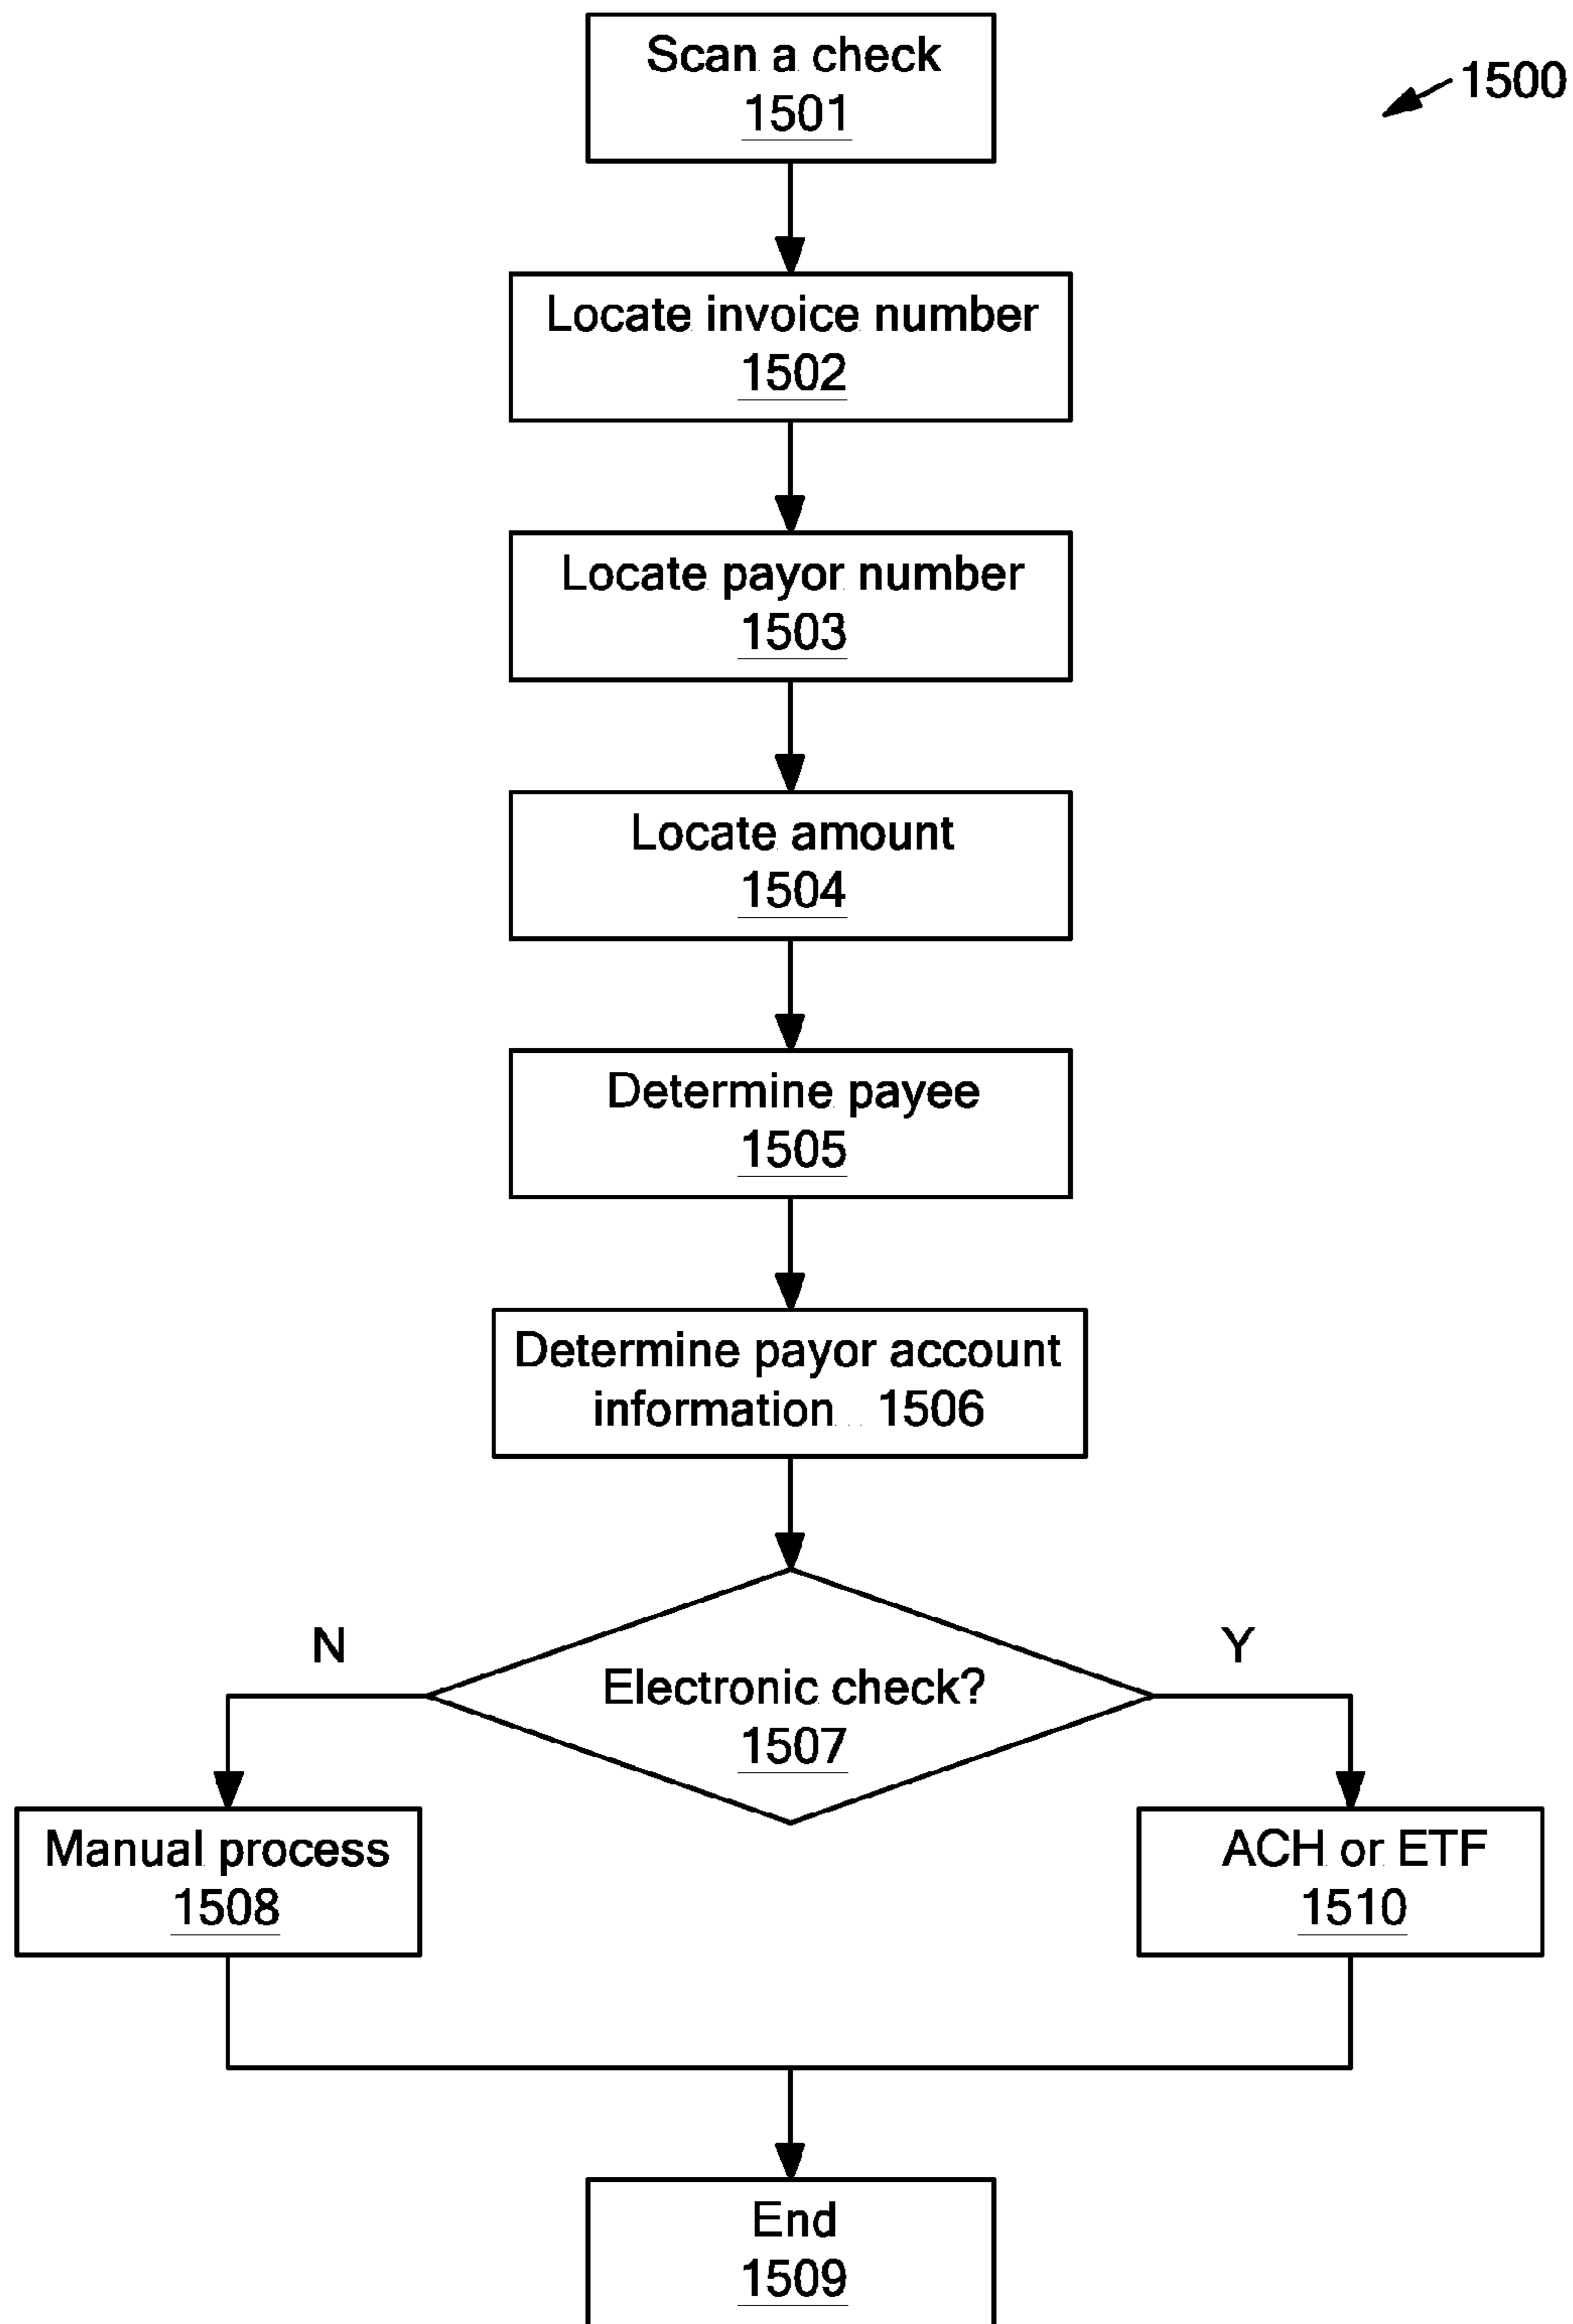 Scan a check
1501
1500
Locate invoice number
1502
Locate payor number
1503
Locate amount
1504
Determine payee
1505
Determine payor account
information 1506
N
Y
Electronic check?
1507
Manual process
1508
ACH or ETF
1510
End
1509